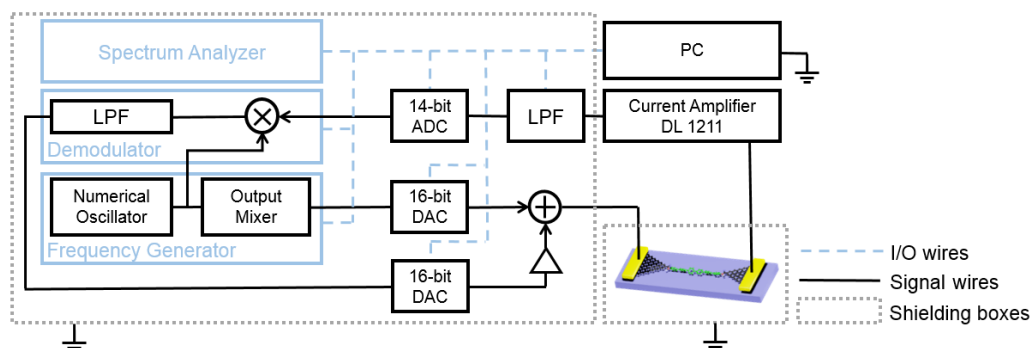 Spectrum Analyzer
PC
LPF
14-bit
ADC
LPF
Current Amplifier
DL 1211
Demodulator
Numerical
Oscillator
Output
Mixer
16-bit
DAC
Frequency Generator
16-bit
DAC
I/O wires
Signal wires
Shielding boxes